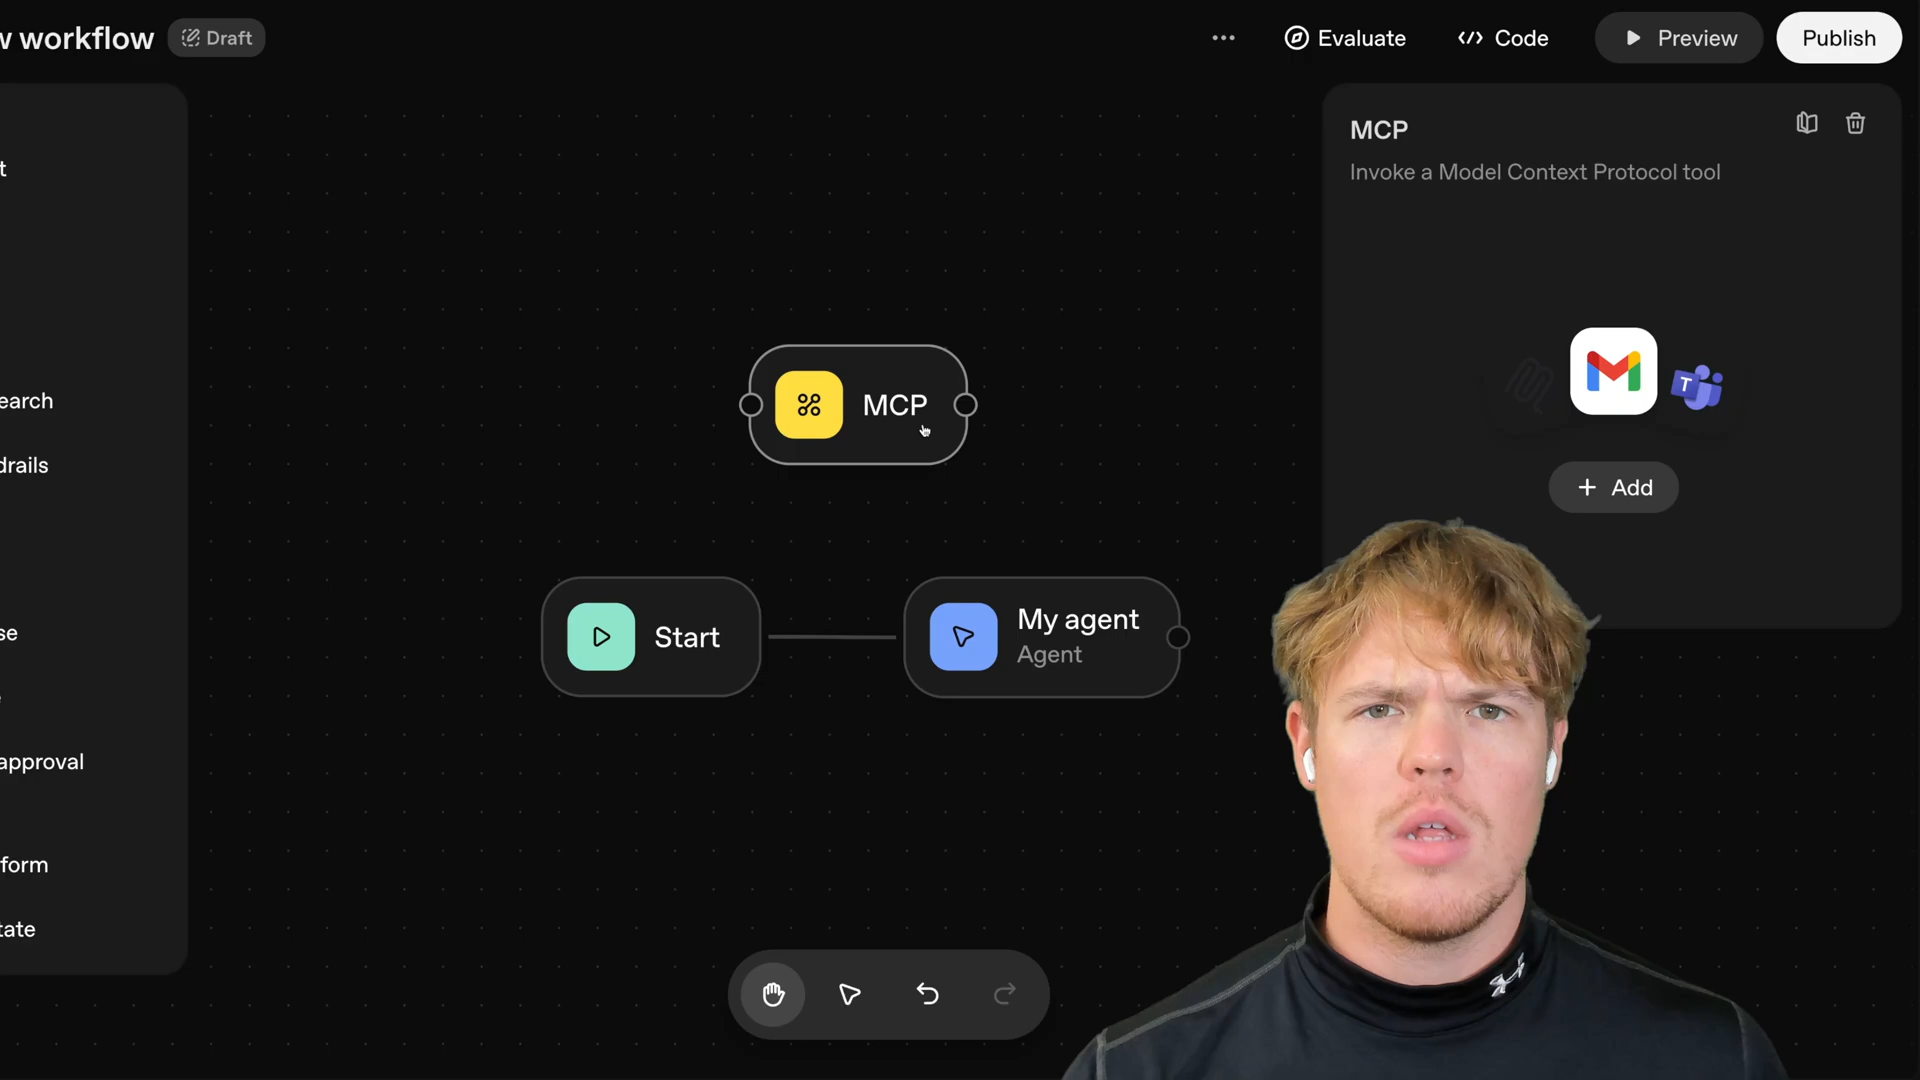 w workflow
Draft
Evaluate
Code
Preview
Publish
t
earch
drails
se
approval
form
tate
MCP
Start
My agent
Agent
MCP
Invoke a Model Context Protocol tool
T
+ Add